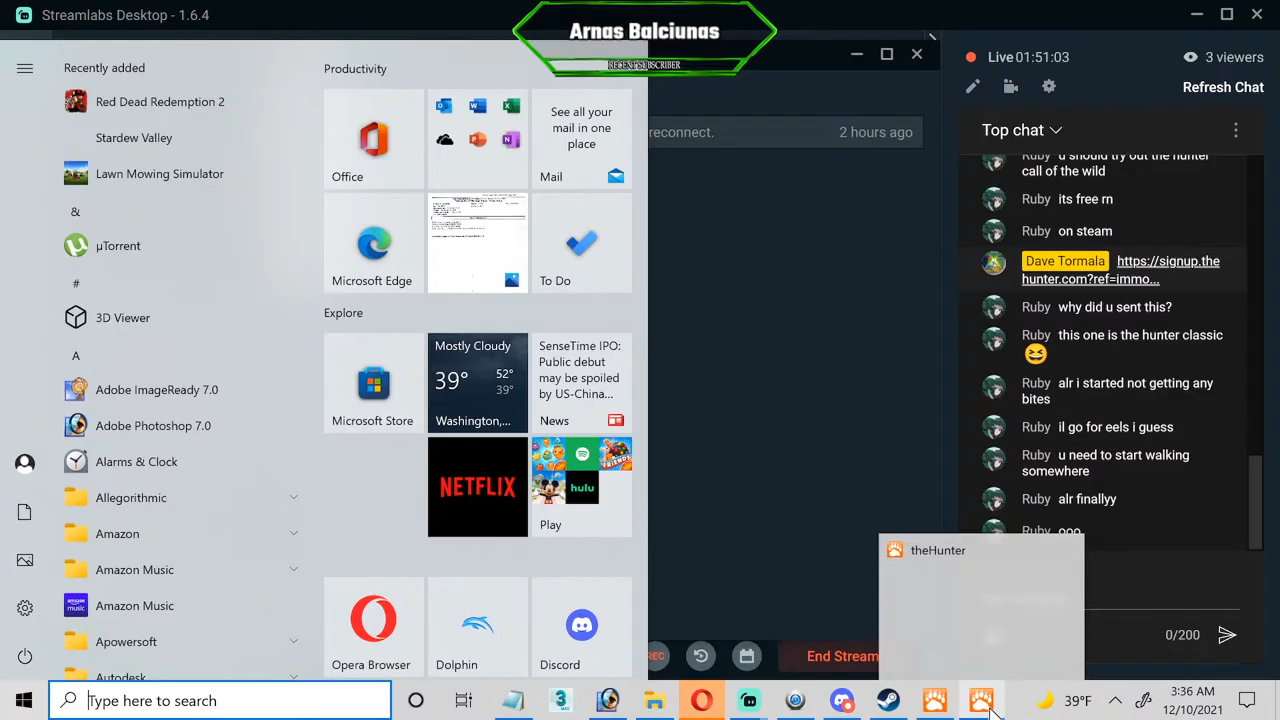 Streamlabs Desktop - 1.6.4
Arnas Balciunas
RECENT SUBSCRIBER
Recently added
Red Dead Redemption 2
Stardew Valley
Lawn Mowing Simulator
&
µTorrent
#
3D Viewer
A
Adobe ImageReady 7.0
Adobe Photoshop 7.0
Alarms & Clock
Allegorithmic
Amazon
Amazon Music
Amazon Music
Apowersoft
Autodesk
Productivity
Office
See all your mail in one place
Mail
Microsoft Edge
To Do
Explore
Microsoft Store
Mostly Cloudy
39° 52°
39°
Washington,...
SenseTime IPO:
Public debut
may be spoiled
by US-China...
News
NETFLIX
hulu
Play
Opera Browser
Dolphin
Discord
reconnect.
2 hours ago
REC
End Stream
Live 01:51:03
3 viewers
Refresh Chat
Top chat
Ruby u should try out the hunter
call of the wild
Ruby its free rn
Ruby on steam
Dave Tormala https://signup.the
hunter.com?ref=immo...
Ruby why did u sent this?
Ruby this one is the hunter classic
Ruby alr i started not getting any
bites
Ruby il go for eels i guess
Ruby u need to start walking
somewhere
Ruby alr finallyy
Ruby ooo
theHunter
0/200
Type here to search
39°F
3:36 AM
12/10/2021